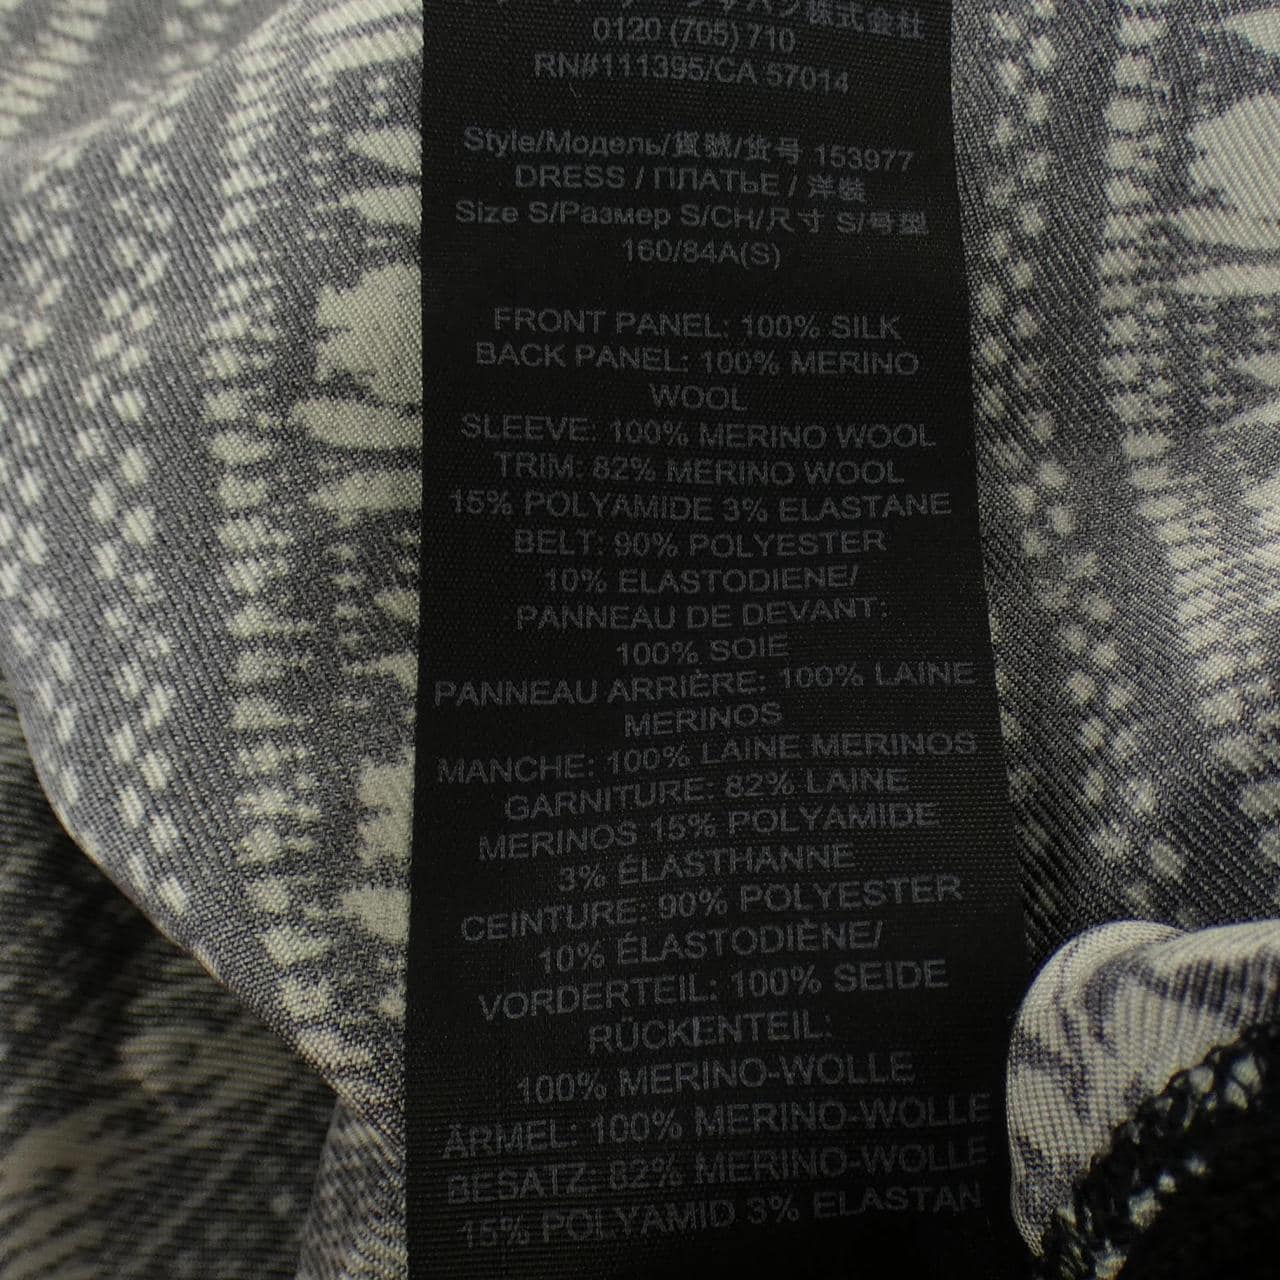 株式会社
0120 (705) 710
RN#111395/CA 57014
Style/Модель/貨號/货号 153977
DRESS / ПЛАТЬЕ / 洋裝
Size S/Размер S/CH/尺寸 S/号型
160/84A(S)
FRONT PANEL: 100% SILK
BACK PANEL: 100% MERINO
WOOL
SLEEVE: 100% MERINO WOOL
TRIM: 82% MERINO WOOL
15% POLYAMIDE 3% ELASTANE
BELT: 90% POLYESTER
10% ELASTODIENE/
PANNEAU DE DEVANT:
100% SOIE
PANNEAU ARRIÈRE: 100% LAINE
MERINOS
MANCHE: 100% LAINE MERINOS
GARNITURE: 82% LAINE
MERINOS 15% POLYAMIDE
3% ÉLASTHANNE
CEINTURE: 90% POLYESTER
10% ÉLASTODIÈNE/
VORDERTEIL: 100% SEIDE
RÜCKENTEIL:
100% MERINO-WOLLE
ÄRMEL: 100% MERINO-WOLLE
BESATZ: 82% MERINO-WOLLE
15% POLYAMID 3% ELASTAN